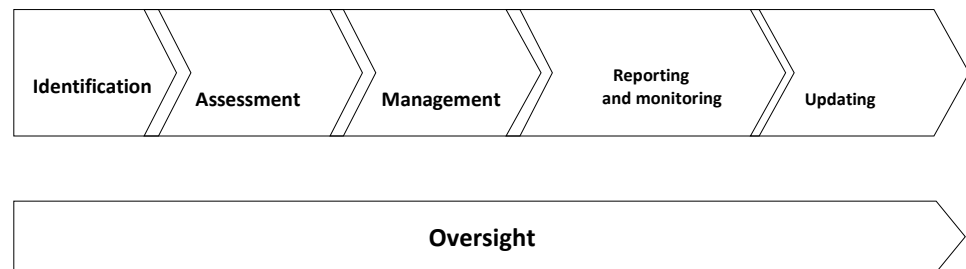 Identification
Assessment
Management
Reporting
and monitoring
Updating
Oversight